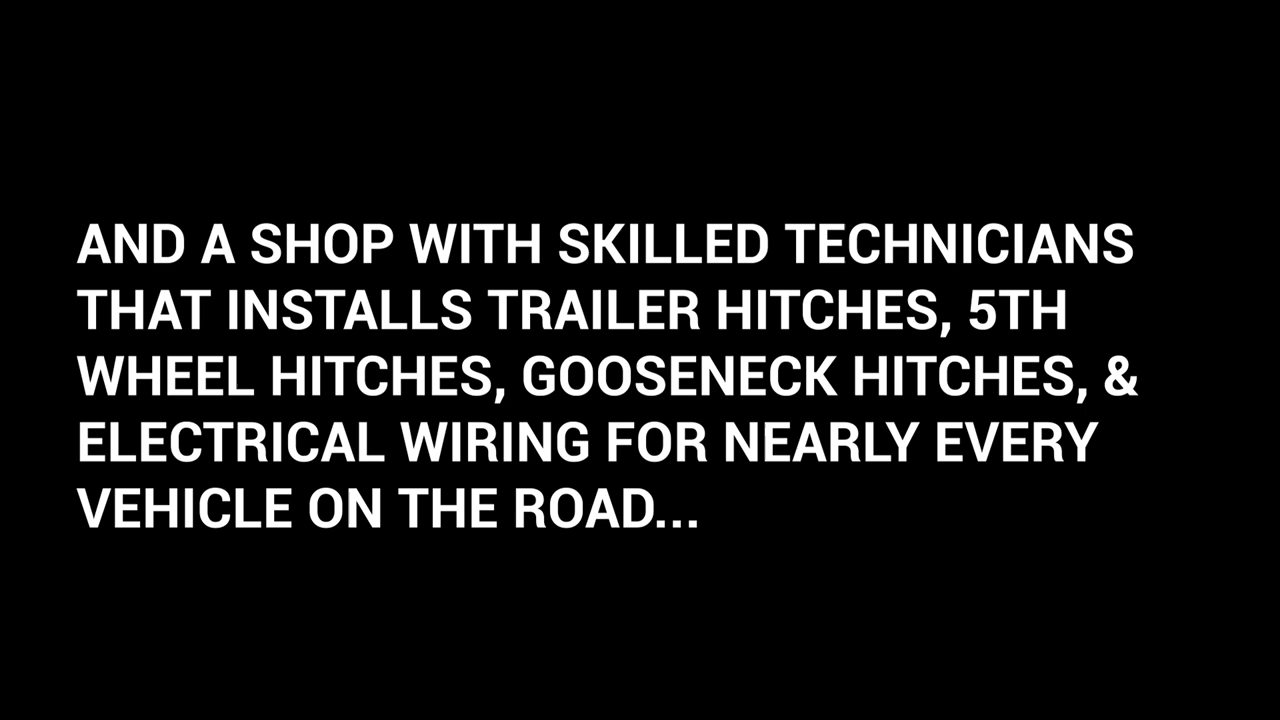 AND A SHOP WITH SKILLED TECHNICIANS
THAT INSTALLS TRAILER HITCHES, 5TH
WHEEL HITCHES, GOOSENECK HITCHES, &
ELECTRICAL WIRING FOR NEARLY EVERY
VEHICLE ON THE ROAD...